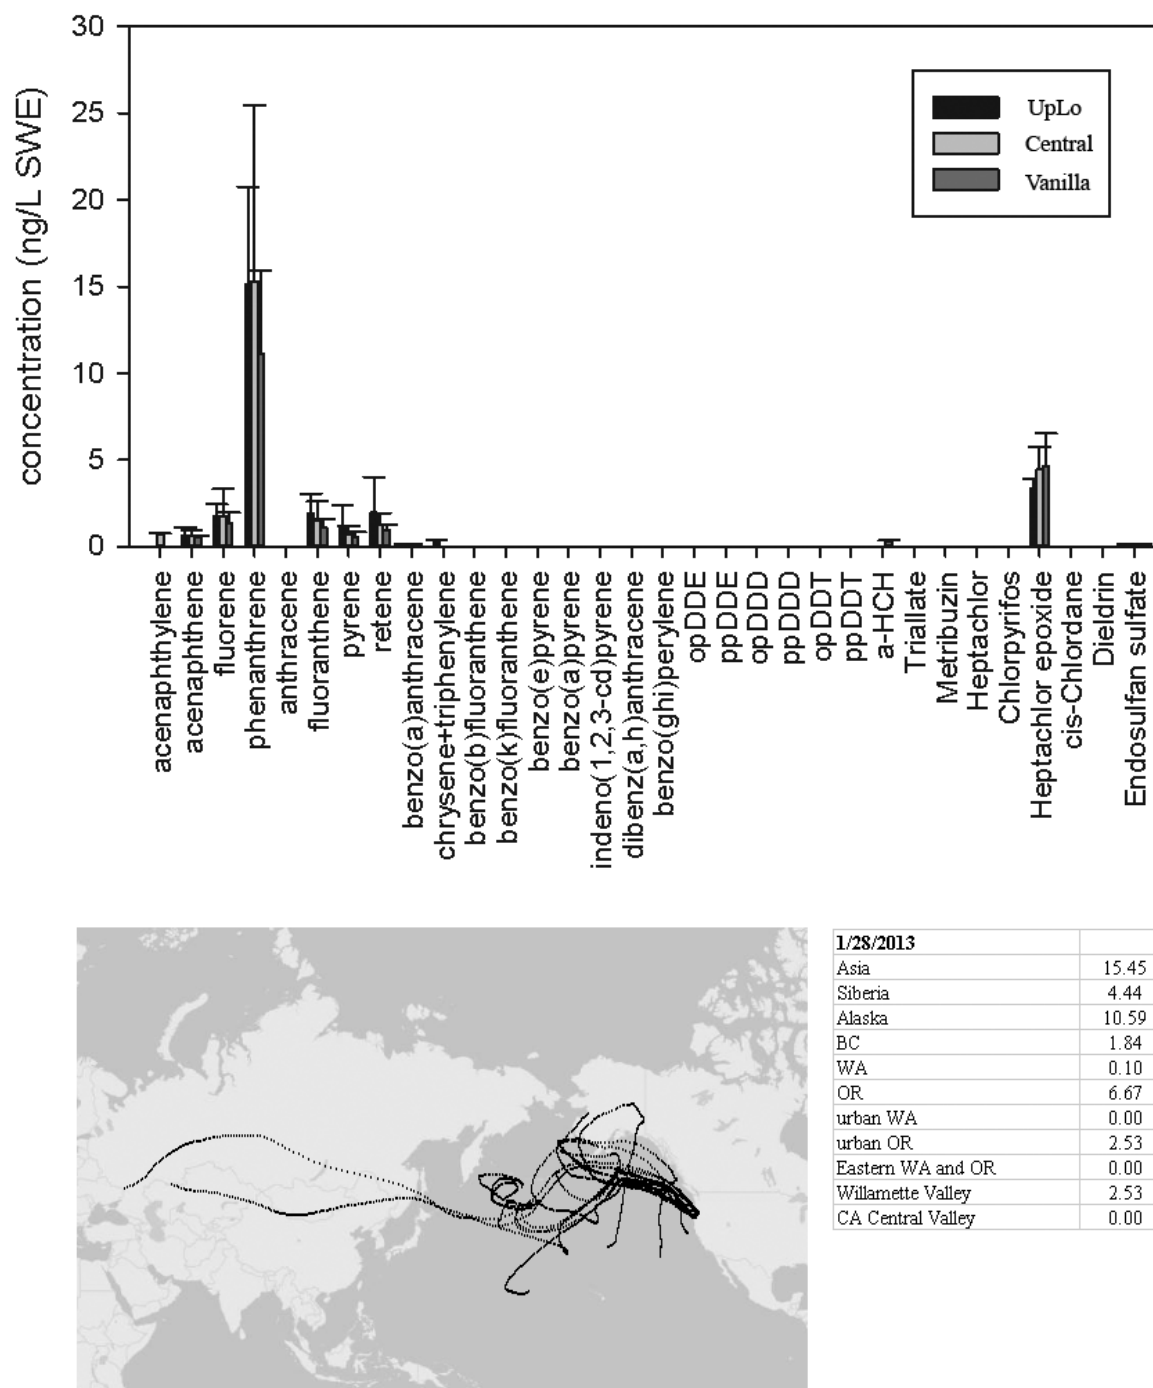 30
25
20
15
10
5
0
concentration (ng/L SWE)
UpLo
Central
Vanilla
acenaphthylene
acenaphthene
fluorene
phenanthrene
anthracene
fluoranthene
pyrene
retene
benzo(a)anthracene
chrysene+triphenylene
benzo(b)fluoranthene
benzo(k)fluoranthene
benzo(e)pyrene
benzo(a)pyrene
indeno(1,2,3-cd)pyrene
dibenz(a,h)anthracene
benzo(ghi)perylene
opDDE
ppDDE
opDDD
ppDDD
opDDT
ppDDT
a-HCH
Triallate
Metribuzin
Heptachlor
Chlorpyrifos
Heptachlor epoxide
cis-Chlordane
Dieldrin
Endosulfan sulfate
1/28/2013
Asia 15.45
Siberia 4.44
Alaska 10.59
BC 1.84
WA 0.10
OR 6.67
urban WA 0.00
urban OR 2.53
Eastern WA and OR 0.00
Willamette Valley 2.53
CA Central Valley 0.00